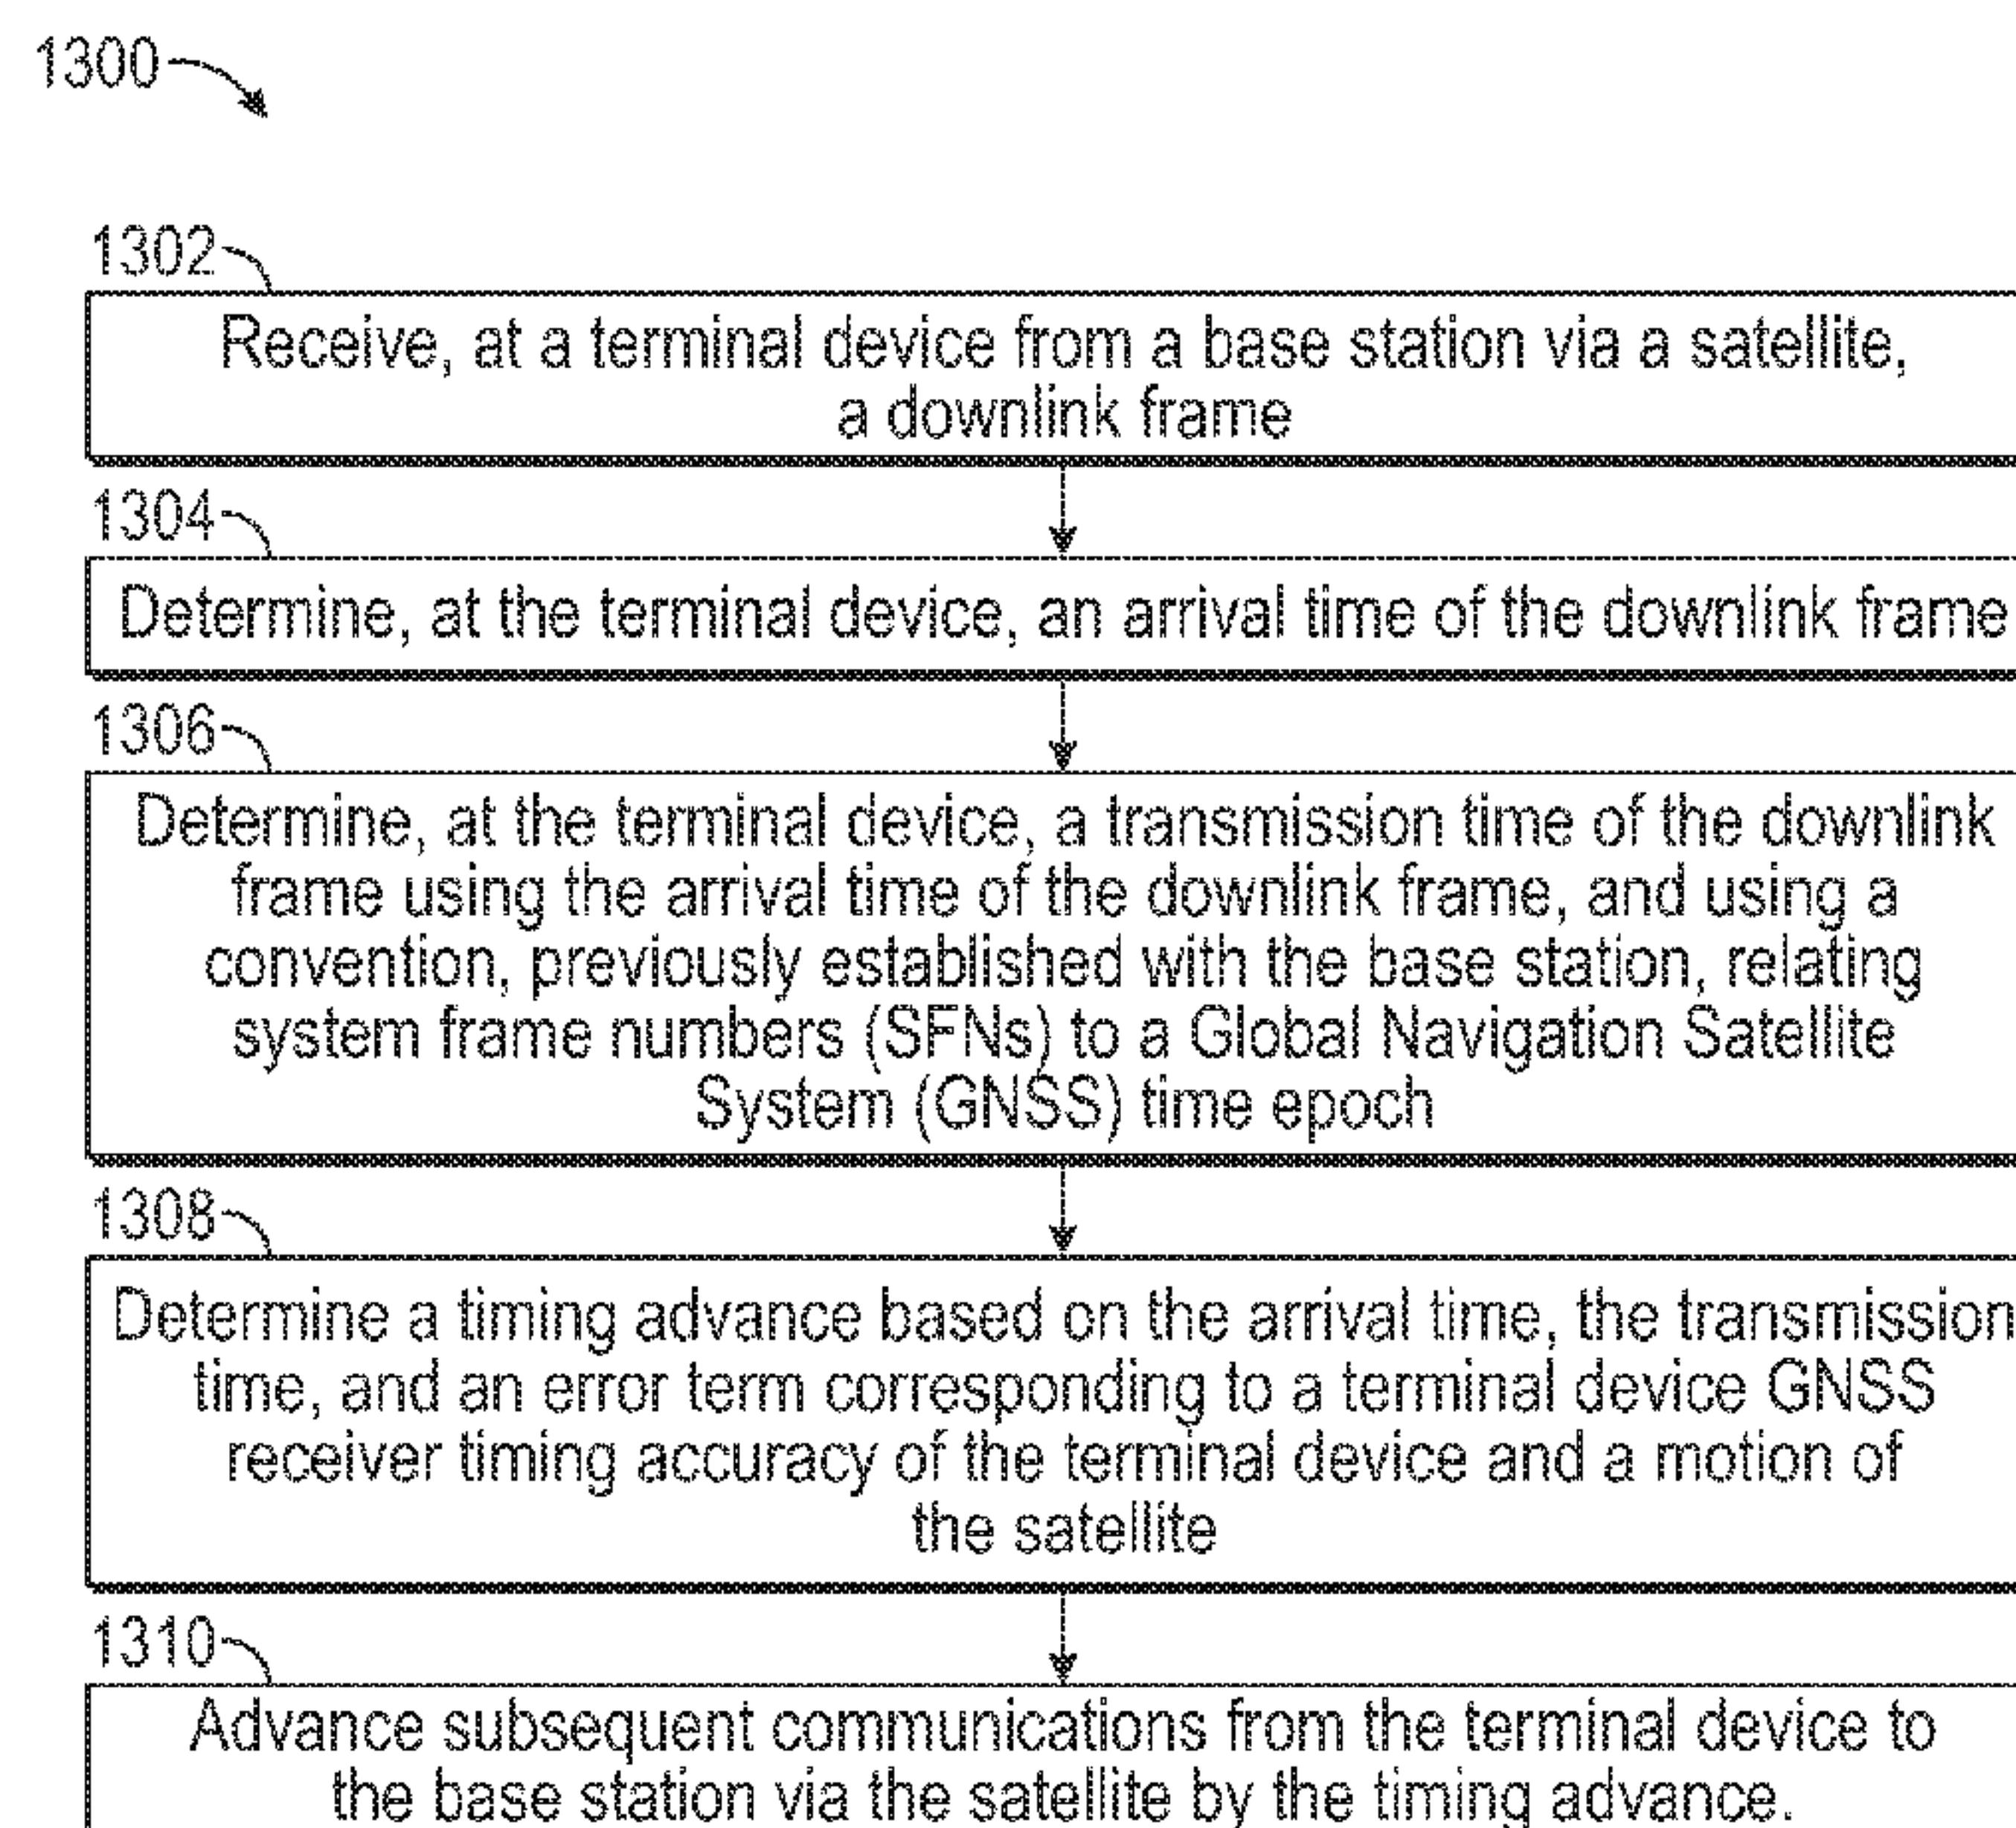 1300
1302
Receive, at a terminal device from a base station via a satellite,
a downlink frame
1304
Determine, at the terminal device, an arrival time of the downlink frame
1306
Determine, at the terminal device, a transmission time of the downlink
frame using the arrival time of the downlink frame, and using a
convention, previously established with the base station, relating
system frame numbers (SFNs) to a Global Navigation Satellite
System (GNSS) time epoch
1308
Determine a timing advance based on the arrival time, the transmission
time, and an error term corresponding to a terminal device GNSS
receiver timing accuracy of the terminal device and a motion of
the satellite
1310
Advance subsequent communications from the terminal device to
the base station via the satellite by the timing advance.